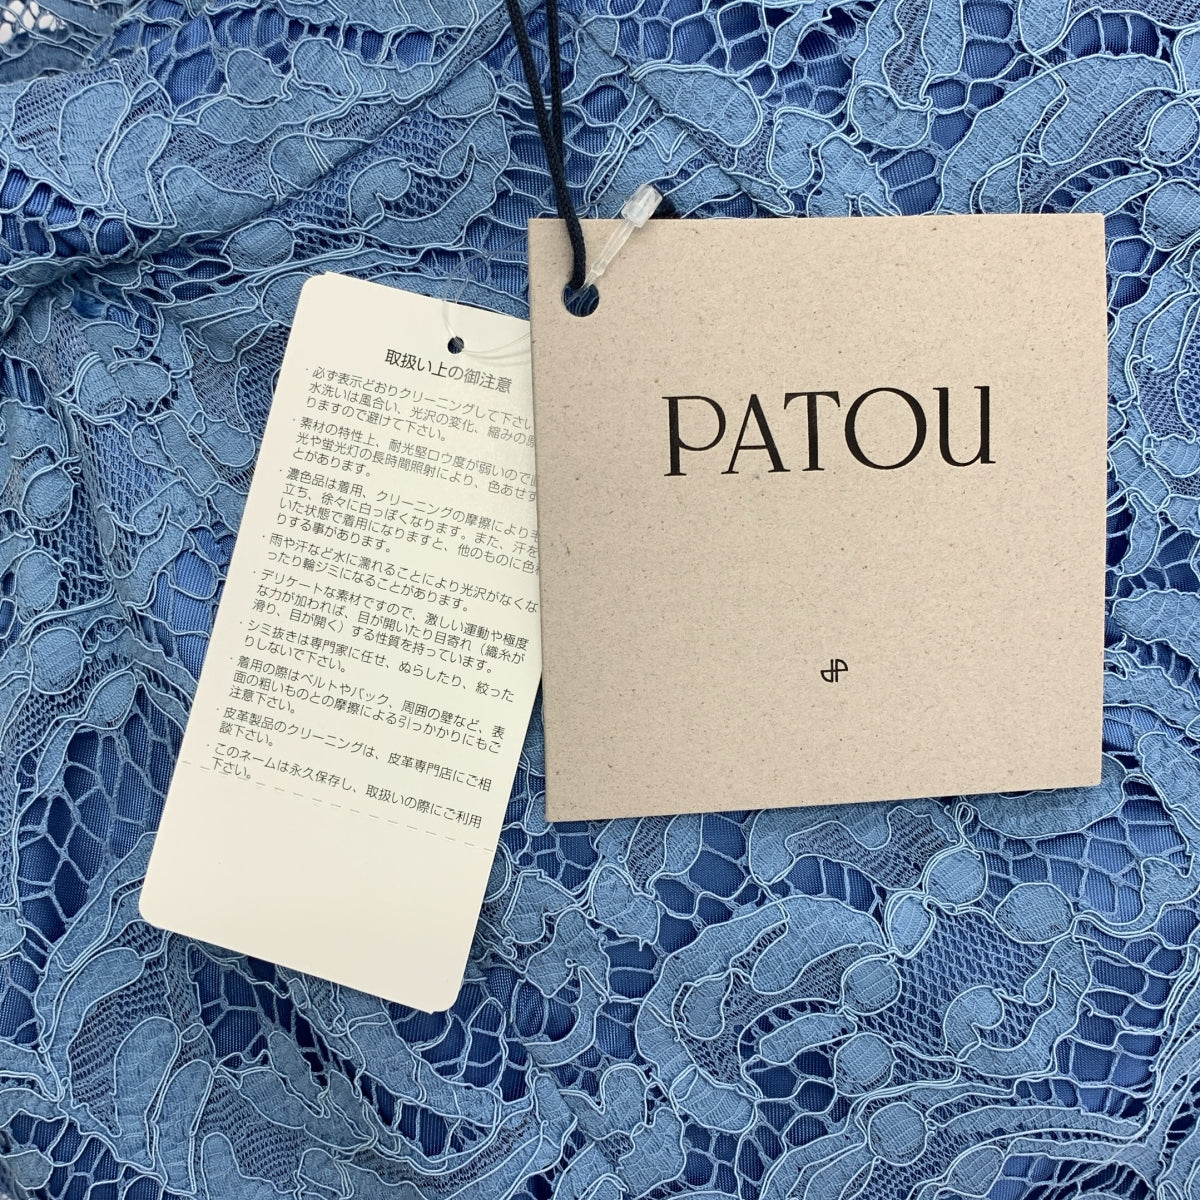 取扱い上の御注意
・必ず表示どおりクリーニングして下さい
水洗いは風合い、光沢の変化、縮みの原
りますので避けて下さい。
・素材の特性上、耐光堅ロウ度が弱いので
光や蛍光灯の長時間照射により、色あせす
とがあります。
・濃色品は着用、クリーニングの摩擦により毛
立ち、徐々に白っぽくなります。また、汗を
いた状態で着用になりますと、他のものに色
りする事があります。
・雨や汗など水に濡れることにより光沢がなくな
ったり輪ジミになることがあります。
・デリケートな素材ですので、激しい運動や極度
な力が加われば、目が開いたり目寄れ（織糸が
滑り、目が開く）する性質を持っています。
・シミ抜きは専門家に任せ、ぬらしたり、絞った
りしないで下さい。
・着用の際はベルトやバック、周囲の壁など、表
面の粗いものとの摩擦による引っかかりにもご
注意下さい。
・皮革製品のクリーニングは、皮革専門店にご相
談下さい。
・このネームは永久保存し、取扱いの際にご利用
下さい。
PATOU
JP